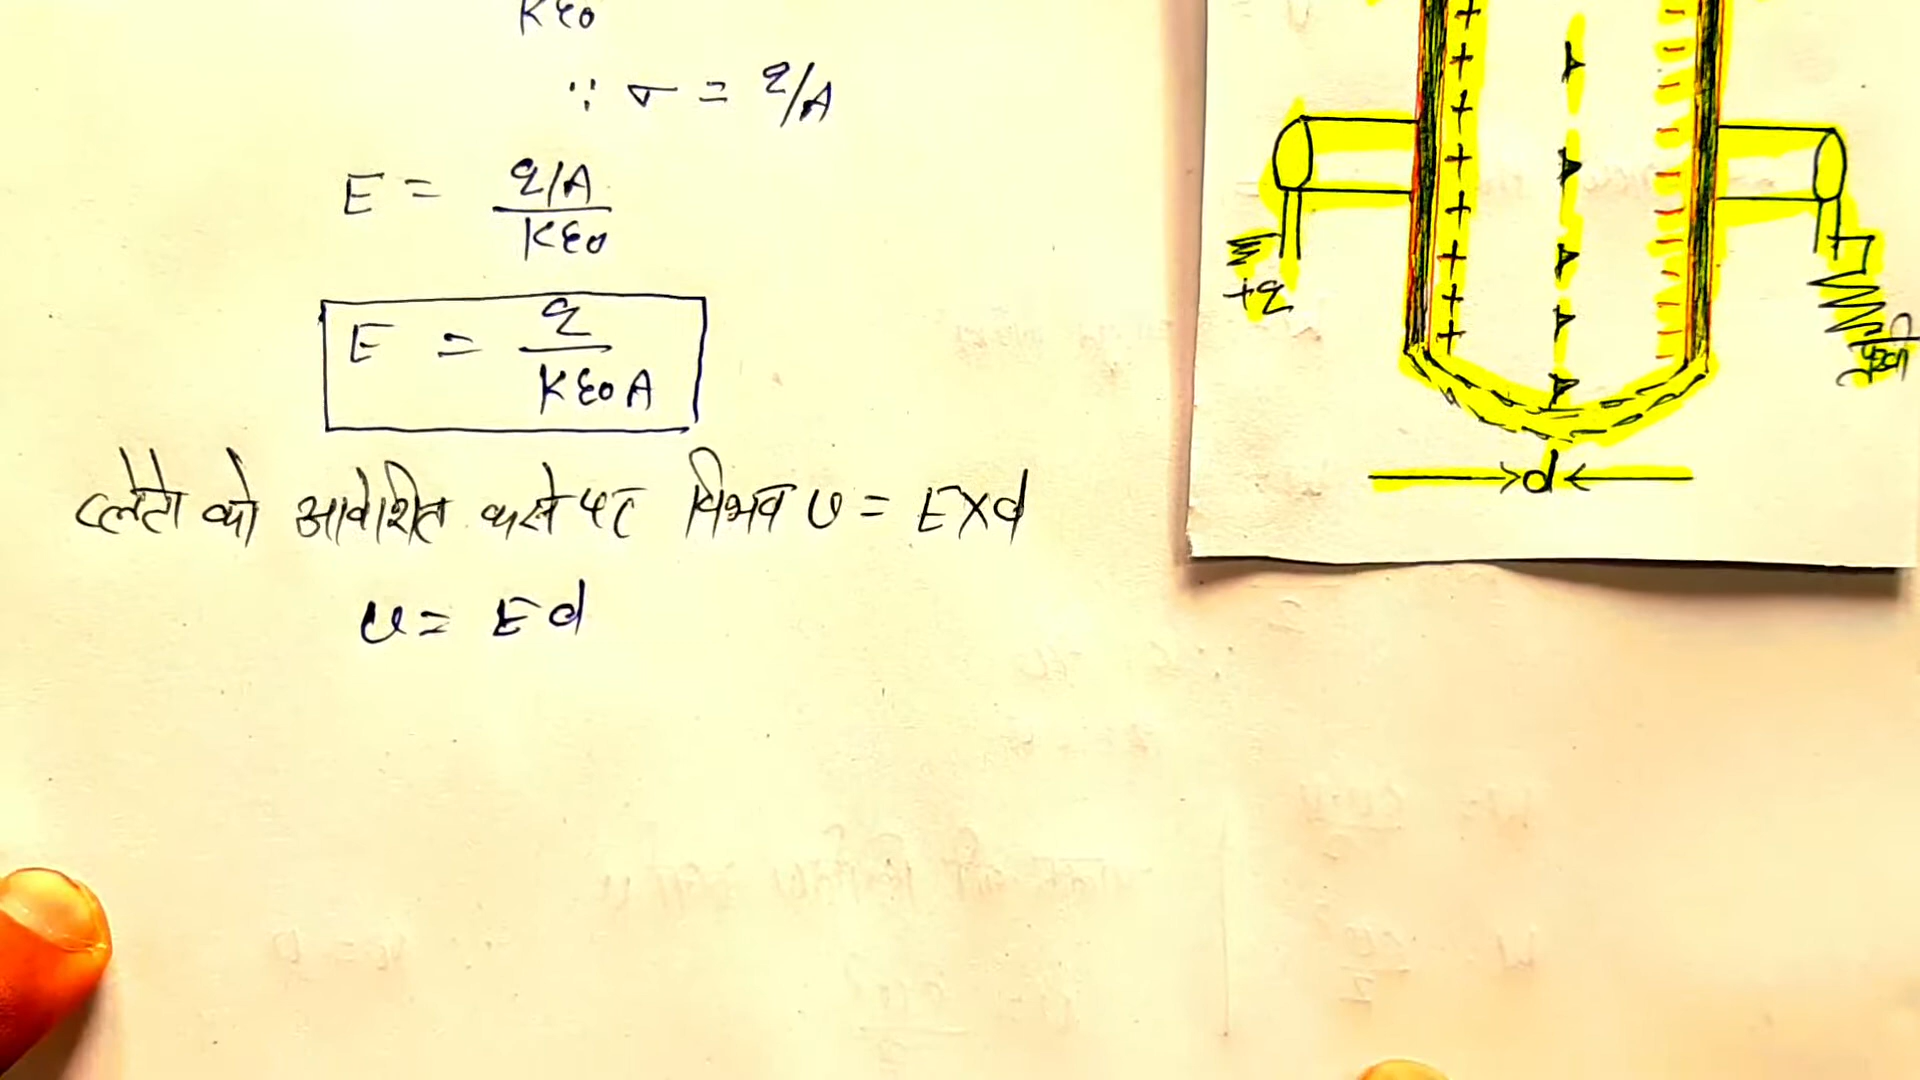 Kε₀
∵ σ = q/A
E = q/A / Kε₀
E = q / Kε₀A
प्लेटो को आवेशित करने पर विभव v = E×d
v = Ed
+q
→d←
पृथ्वी